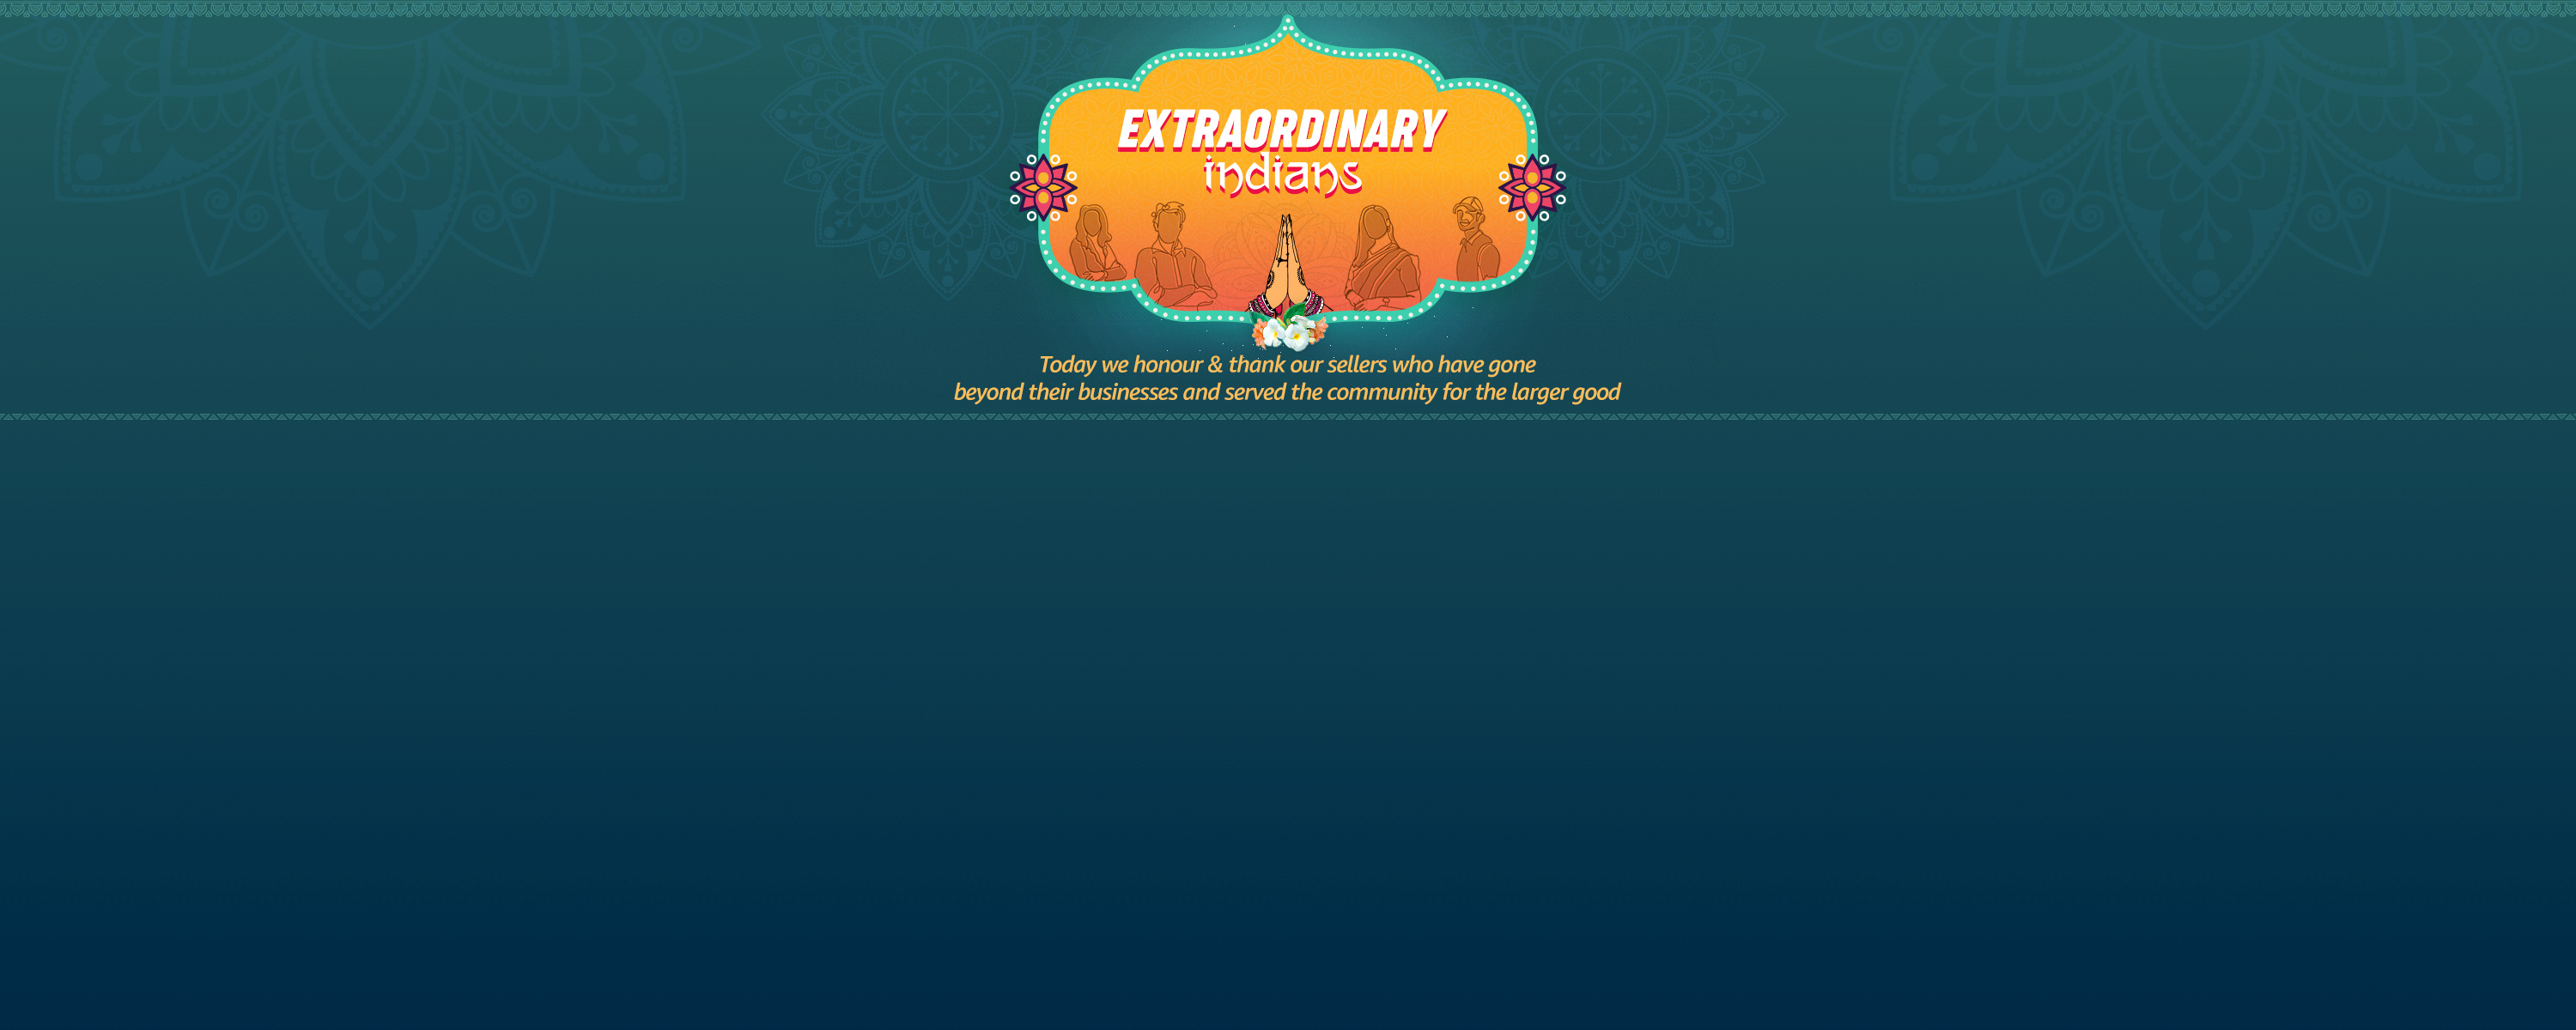 EXTRAORDINARY
indians
Today we honour & thank our sellers who have gone
beyond their businesses and served the community for the larger good